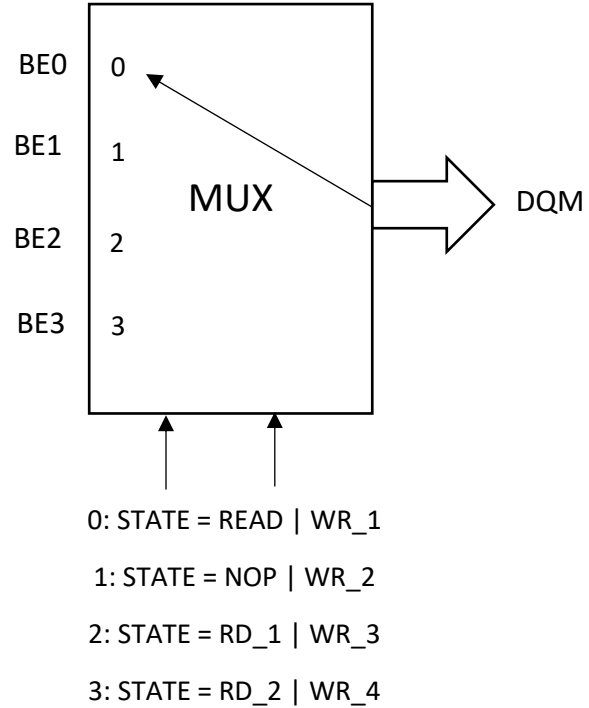 BE0 0
BE1 1
MUX
DQM
BE2 2
BE3 3
0: STATE = READ | WR_1
1: STATE = NOP | WR_2
2: STATE = RD_1 | WR_3
3: STATE = RD_2 | WR_4